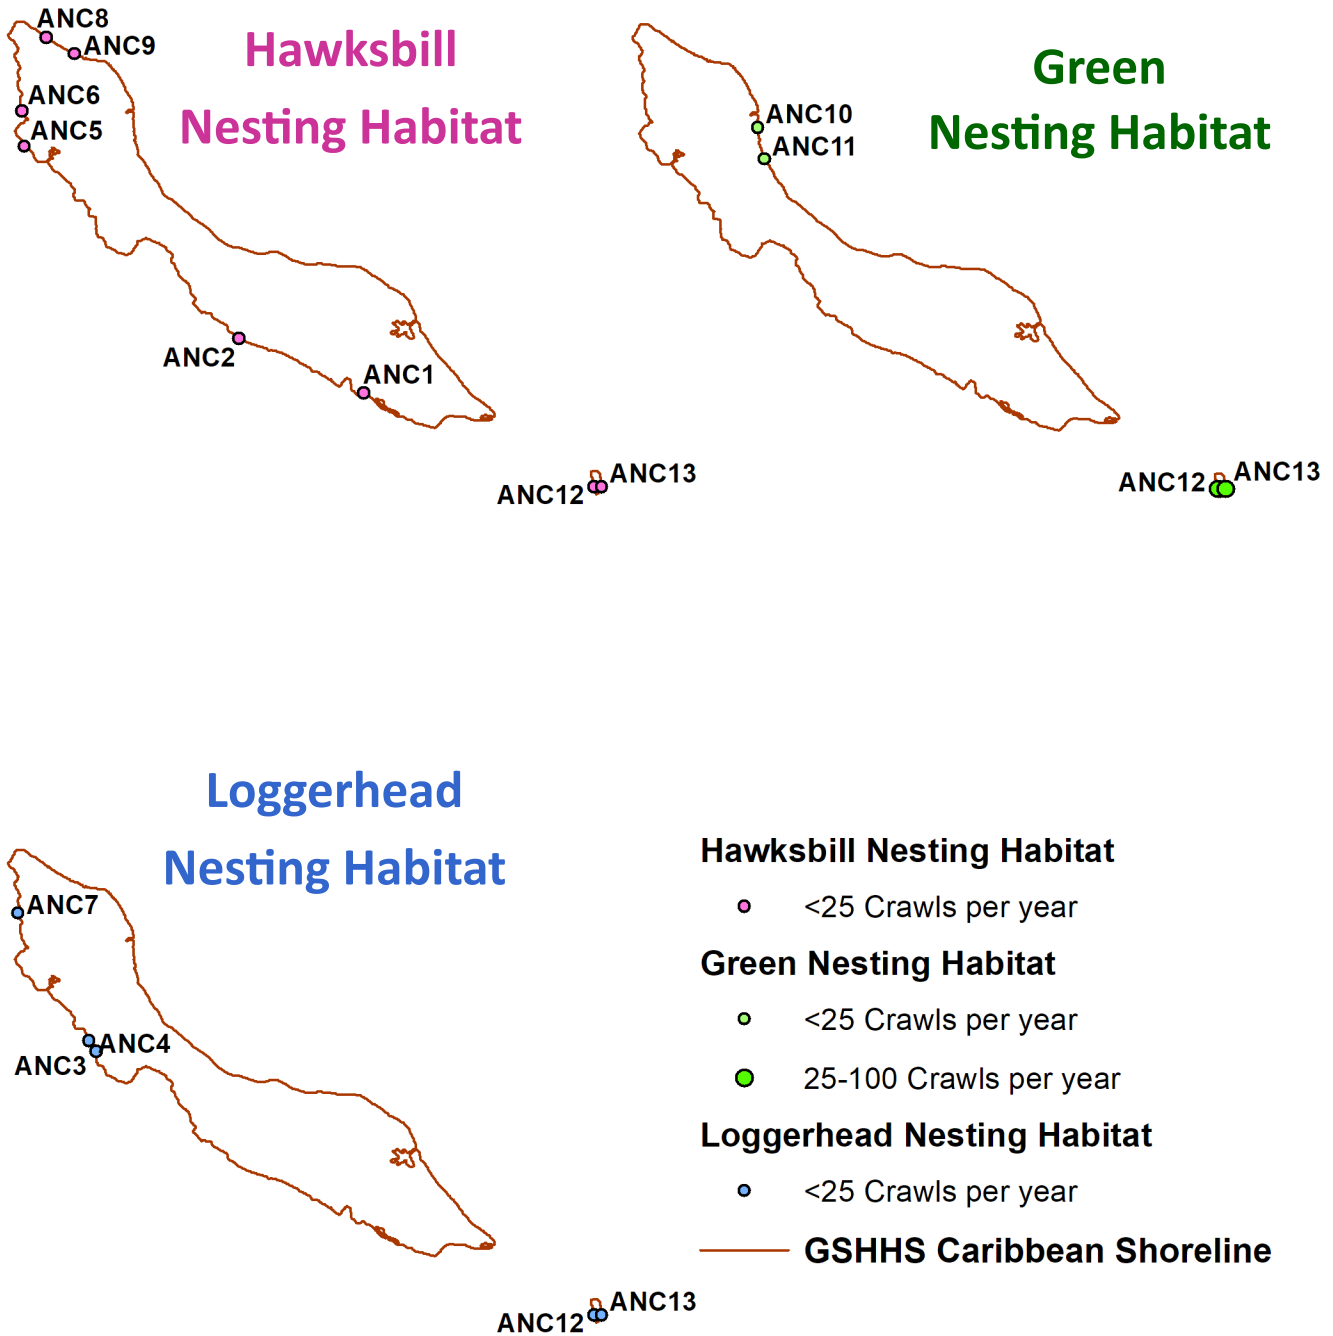 Hawksbill
Nesting Habitat
ANC8
ANC9
ANC6
ANC5
ANC2
ANC1
ANC13
ANC12
Green
Nesting Habitat
ANC10
ANC11
ANC13
ANC12
Loggerhead
Nesting Habitat
ANC7
ANC4
ANC3
ANC13
ANC12
Hawksbill Nesting Habitat
<25 Crawls per year
Green Nesting Habitat
<25 Crawls per year
25-100 Crawls per year
Loggerhead Nesting Habitat
<25 Crawls per year
GSHHS Caribbean Shoreline